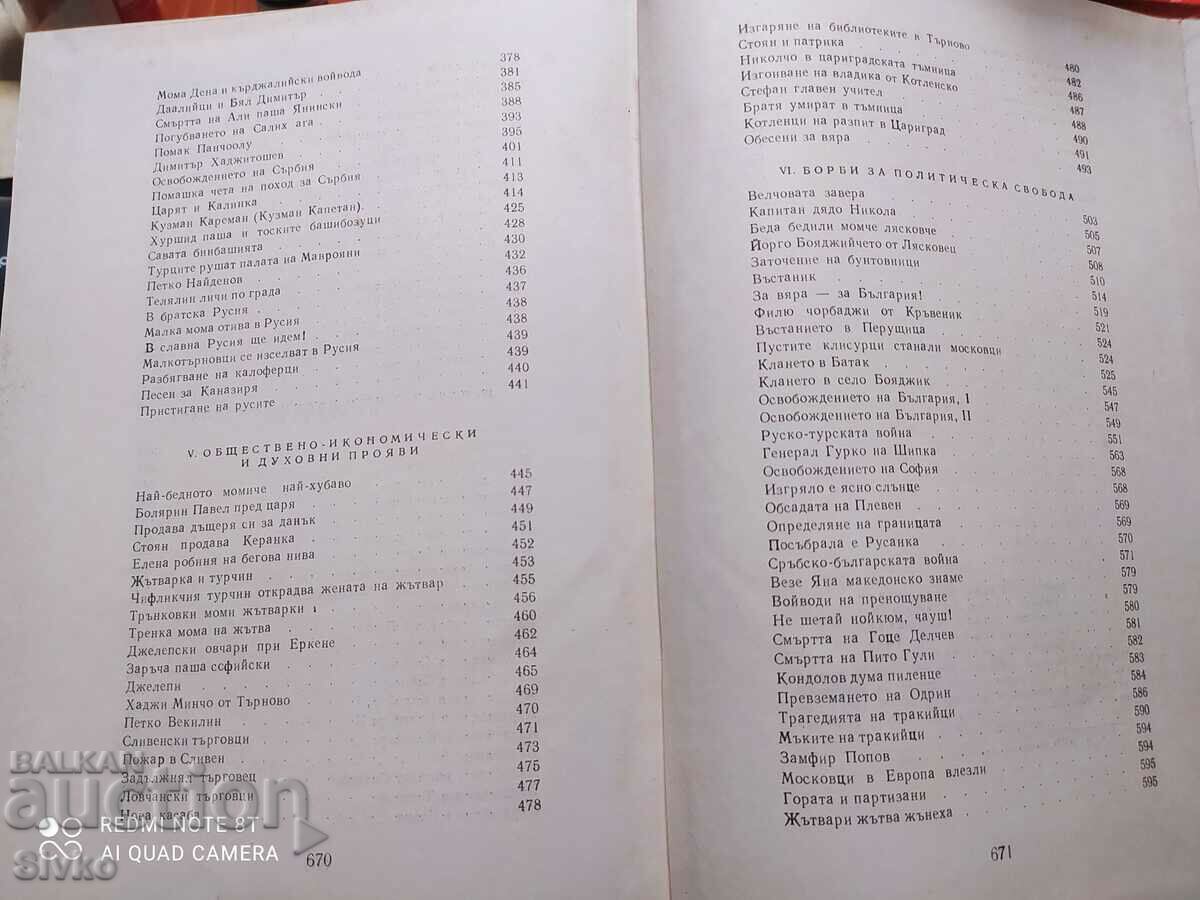 Мома Дена и кърджалийски войвода 378
Даалийци и Бял Димитър 381
Смъртта на Али паша Янински 385
Погубването на Салих ага 388
Помак Панчоолу 393
Димитър Хаджитошев 395
Освобождението на Сърбия 401
Помашка чета на поход за Сърбия 411
Царят и Калинка 413
Кузман Кареман (Кузман Капетан) 414
Хуршид паша и тоските башибозуци 425
Савата бинбашията 428
Турците рушат палата на Манрояни 430
Петко Найденов 432
Телялин личи по града 436
В братска Русия 437
Малка мома отива в Русия 438
В славна Русия ще идем! 438
Малкотърновци се изселват в Русия 439
Разбягване на калоферци 439
Песен за Каназиря 440
Пристигане на русите 441
V. ОБЩЕСТВЕНО-ИКОНОМИЧЕСКИ
И ДУХОВНИ ПРОЯВИ
Най-бедното момиче най-хубаво 445
Болярин Павел пред царя 447
Продава дъщеря си за данък 449
Стоян продава Керанка 451
Елена робиня на бегова нива 452
Жътварка и турчин 453
Чифликчия турчин открадва жената на жътвар 455
Трънковки моми жътварки 456
Тренка мома на жътва 460
Джелепски овчари при Еркене 462
Заръча паша софийски 464
Джелепи 465
Хаджи Минчо от Търново 469
Петко Векилин 470
Сливенски търговци 471
Пожар в Сливен 473
Задлъжнял търговец 475
Ловчански търговци 477
Нова касаба 478
670
Изгаряне на библиотеките в Търново 480
Стоян и патрика 482
Николчо в цариградската тъмница 486
Изгонване на владика от Котленско 487
Стефан главен учител 488
Братя умират в тъмница 490
Котленци на разпит в Цариград 491
Обесени за вяра 493
VI. БОРБИ ЗА ПОЛИТИЧЕСКА СВОБОДА
Велчовата завера 503
Капитан дядо Никола 505
Беда бедили момче лясковче 507
Йорго Бояджийчето от Лясковец 508
Заточение на бунтовници 510
Въстаник 514
За вяра — за България! 519
Филю чорбаджи от Кръвеник 521
Въстанието в Перущица 524
Пустите клисурци станали московци 524
Клането в Батак 525
Клането в село Бояджик 545
Освобождението на България, I 547
Освобождението на България, II 549
Руско-турската война 551
Генерал Гурко на Шипка 563
Освобождението на София 568
Изгряло е ясно слънце 568
Обсадата на Плевен 569
Определяне на границата 569
Посъбрала е Русанка 570
Сръбско-българската война 571
Везе Яна македонско знаме 579
Войводи на пренощуване 579
Не шетай нойкюм, чауш! 580
Смъртта на Гоце Делчев 581
Смъртта на Пито Гули 582
Кондолов дума пиленце 583
Превземането на Одрин 584
Трагедията на тракийци 586
Мъките на тракийци 590
Замфир Попов 594
Московци в Европа влезли 594
Гората и партизани 595
Жътвари жътва жънеха 595
671
BALKAN
auction
REDMI NOTE 8T
AI QUAD CAMERA
Sivko